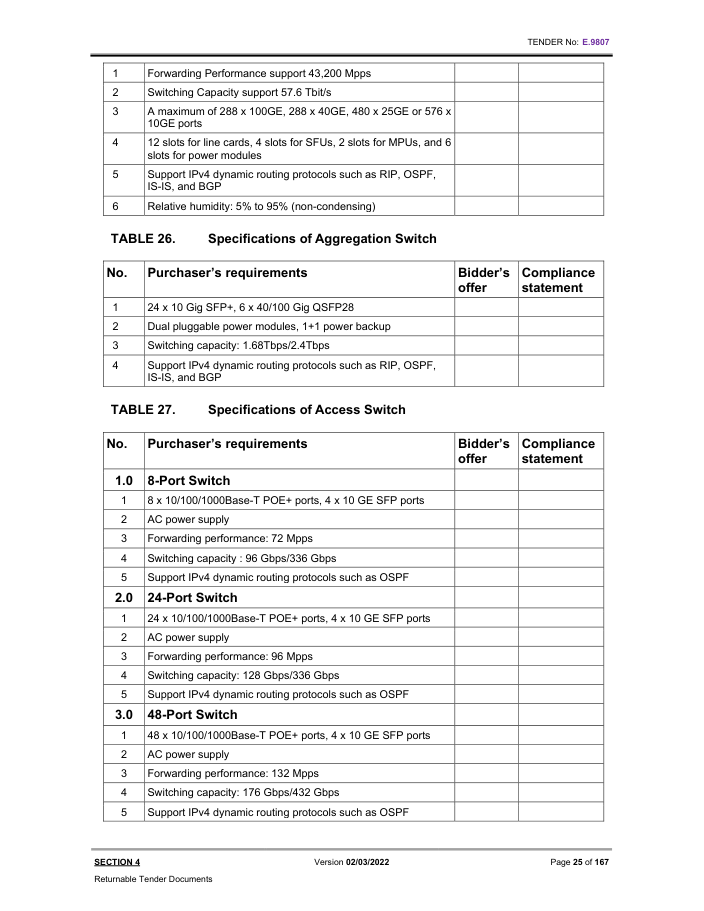 TENDER No: E.9807
1 Forwarding Performance support 43,200 Mpps
2 Switching Capacity support 57.6 Tbit/s
3 A maximum of 288 x 100GE, 288 x 40GE, 480 x 25GE or 576 x
10GE ports
4 12 slots for line cards, 4 slots for SFUs, 2 slots for MPUs, and 6
slots for power modules
5 Support IPv4 dynamic routing protocols such as RIP, OSPF,
IS-IS, and BGP
6 Relative humidity: 5% to 95% (non-condensing)
TABLE 26. Specifications of Aggregation Switch
No. Purchaser’s requirements Bidder’s Compliance
offer statement
1 24 x 10 Gig SFP+, 6 x 40/100 Gig QSFP28
2 Dual pluggable power modules, 1+1 power backup
3 Switching capacity: 1.68Tbps/2.4Tbps
4 Support IPv4 dynamic routing protocols such as RIP, OSPF,
IS-IS, and BGP
TABLE 27. Specifications of Access Switch
No. Purchaser’s requirements Bidder’s Compliance
offer statement
1.0 8-Port Switch
1 8 x 10/100/1000Base-T POE+ ports, 4 x 10 GE SFP ports
2 AC power supply
3 Forwarding performance: 72 Mpps
4 Switching capacity : 96 Gbps/336 Gbps
5 Support IPv4 dynamic routing protocols such as OSPF
2.0 24-Port Switch
1 24 x 10/100/1000Base-T POE+ ports, 4 x 10 GE SFP ports
2 AC power supply
3 Forwarding performance: 96 Mpps
4 Switching capacity: 128 Gbps/336 Gbps
5 Support IPv4 dynamic routing protocols such as OSPF
3.0 48-Port Switch
1 48 x 10/100/1000Base-T POE+ ports, 4 x 10 GE SFP ports
2 AC power supply
3 Forwarding performance: 132 Mpps
4 Switching capacity: 176 Gbps/432 Gbps
5 Support IPv4 dynamic routing protocols such as OSPF
SECTION 4 Version 02/03/2022 Page 25 of 167
Returnable Tender Documents